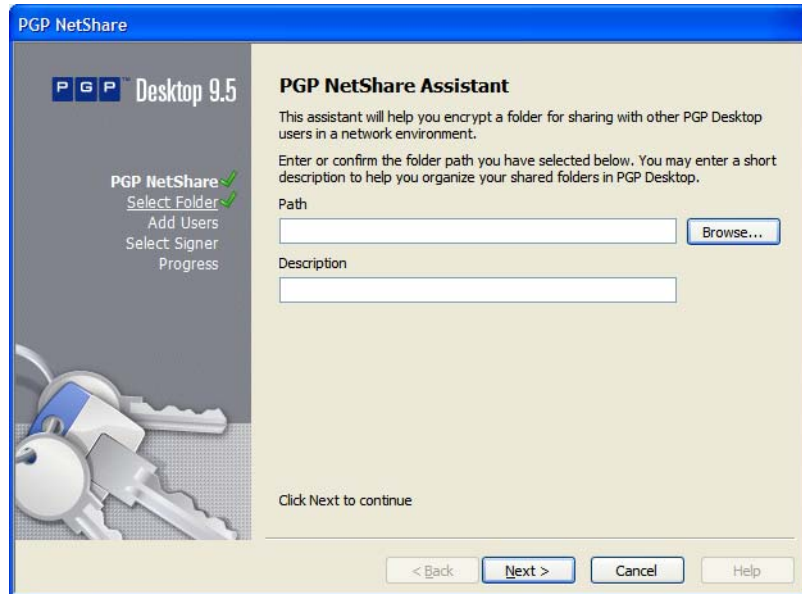 PGP NetShare
PGP™ Desktop 9.5
PGP NetShare
Select Folder
Add Users
Select Signer
Progress
PGP NetShare Assistant
This assistant will help you encrypt a folder for sharing with other PGP Desktop
users in a network environment.
Enter or confirm the folder path you have selected below. You may enter a short
description to help you organize your shared folders in PGP Desktop.
Path
Browse...
Description
Click Next to continue
< Back
Next >
Cancel
Help